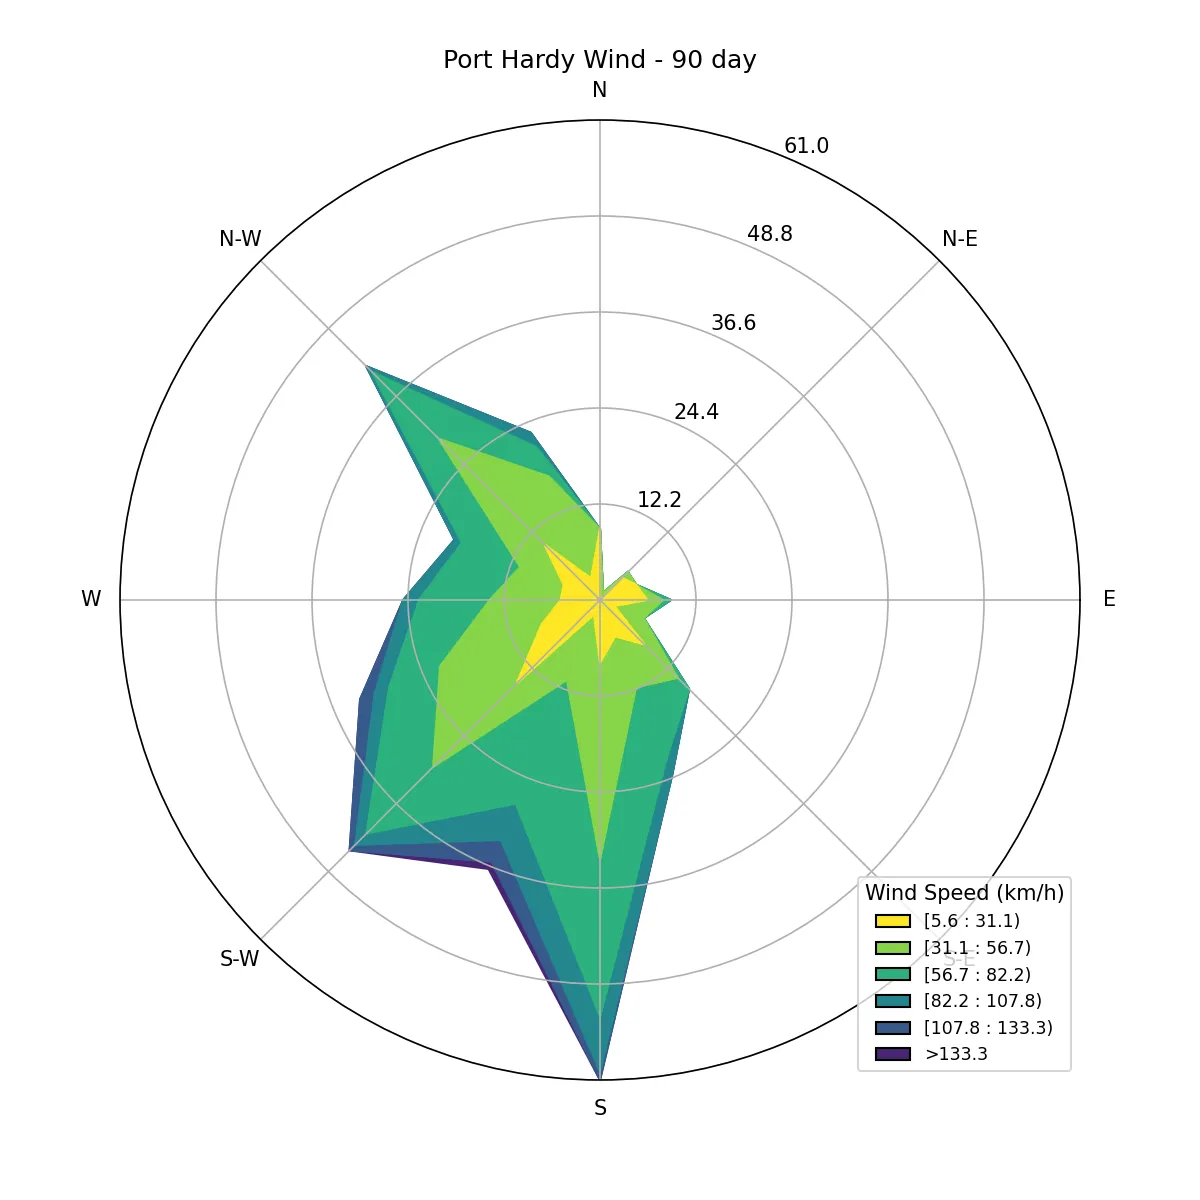 Port Hardy Wind - 90 day
N
61.0
N-W
48.8
N-E
36.6
24.4
12.2
W
E
S-W
S-E
S
Wind Speed (km/h)
[5.6 : 31.1)
[31.1 : 56.7)
[56.7 : 82.2)
[82.2 : 107.8)
[107.8 : 133.3)
>133.3